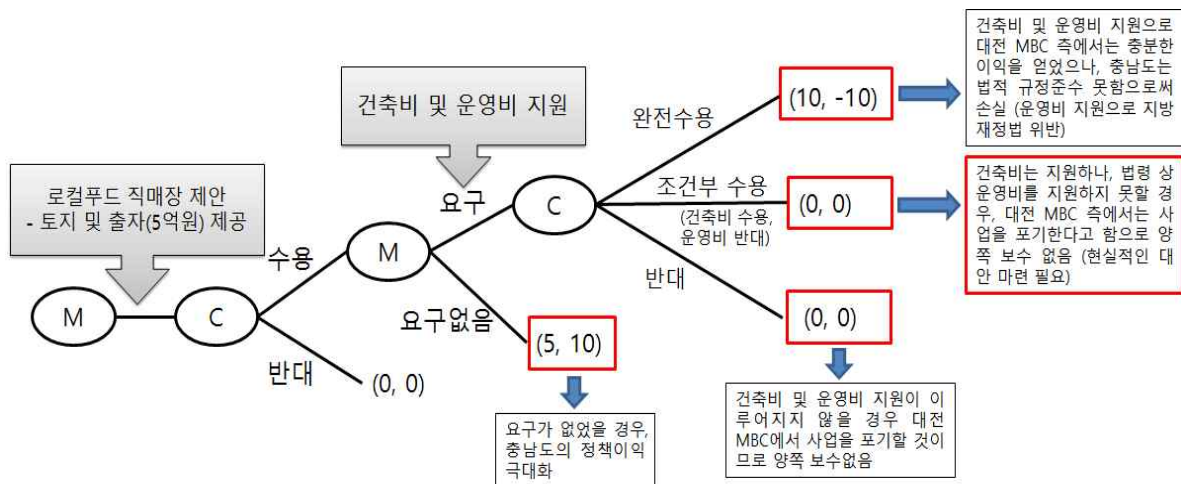 건축비 및 운영비 지원으로
대전 MBC 측에서는 충분한
이익을 얻었으나, 충남도는
법적 규정준수 못함으로써
손실 (운영비 지원으로 지방
재정법 위반)
건축비 및 운영비 지원
(10, -10)
완전수용
로컬푸드 직매장 제안
- 토지 및 출자(5억원) 제공
요구
C
조건부 수용
(건축비 수용,
운영비 반대)
(0, 0)
건축비는 지원하나, 법령 상
운영비를 지원하지 못할 경
우, 대전 MBC 측에서는 사
업을 포기한다고 함으로 양
쪽 보수 없음 (현실적인 대
안 마련 필요)
수용
M
반대
M
C
요구없음
(5, 10)
(0, 0)
반대
(0, 0)
요구가 없었을 경우,
충남도의 정책이익
극대화
건축비 및 운영비 지원이 이
루어지지 않을 경우 대전
MBC에서 사업을 포기할 것이
므로 양쪽 보수없음